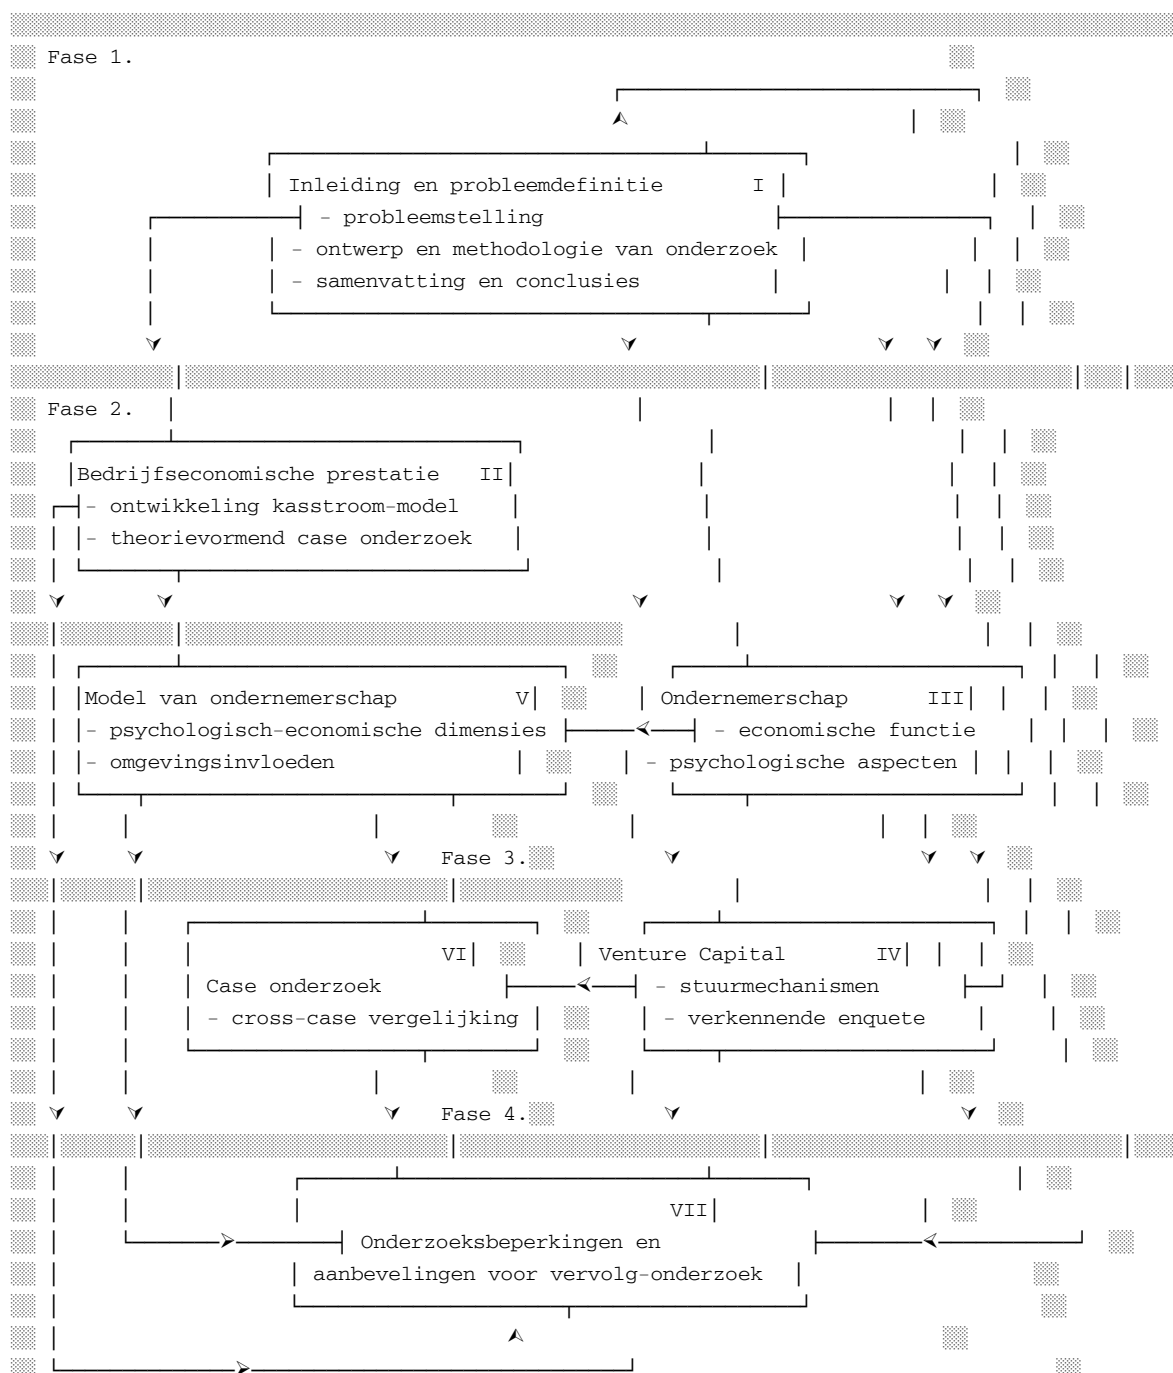 Fase 1.
Inleiding en probleemdefinitie I
- probleemstelling
- ontwerp en methodologie van onderzoek
- samenvatting en conclusies
Fase 2.
Bedrijfseconomische prestatie II
- ontwikkeling kasstroom-model
- theorievormend case onderzoek
Model van ondernemerschap V
- psychologisch-economische dimensies
- omgevingsinvloeden
Ondernemerschap III
- economische functie
- psychologische aspecten
Fase 3.
VI
Case onderzoek
- cross-case vergelijking
Venture Capital IV
- stuurmechanismen
- verkennende enquete
Fase 4.
VII
Onderzoeksbeperkingen en
aanbevelingen voor vervolg-onderzoek